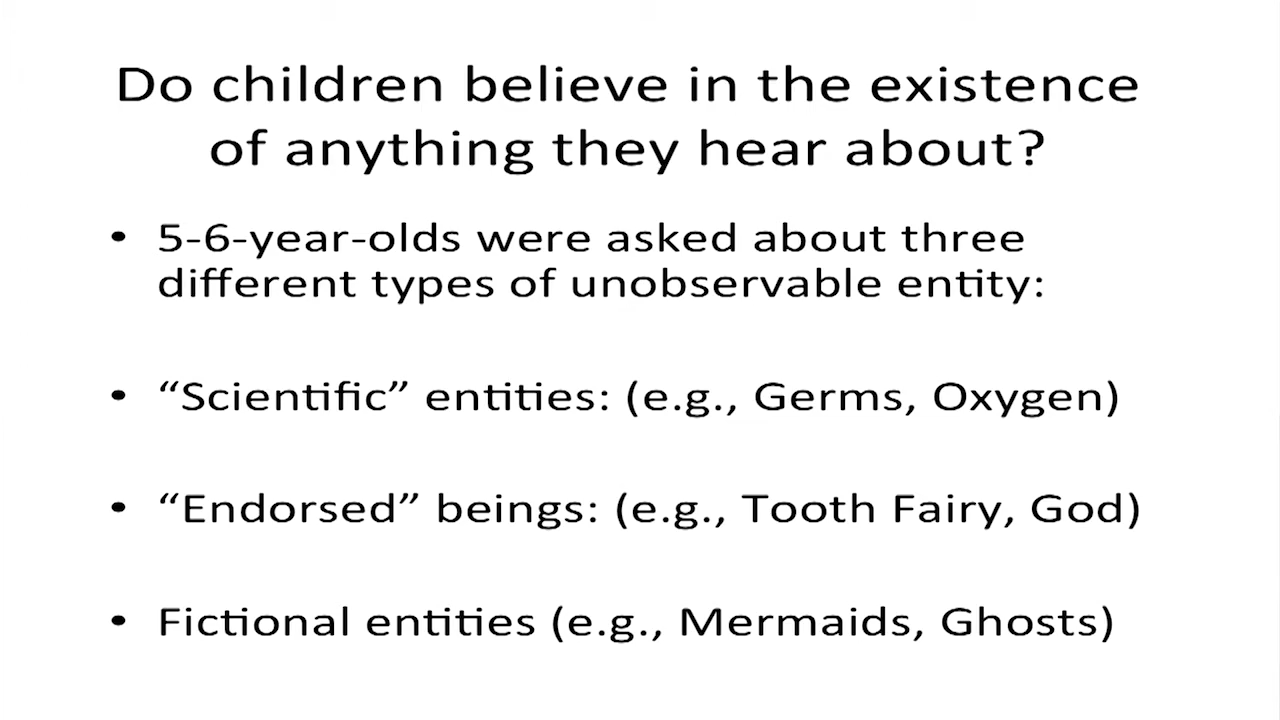 Do children believe in the existence
of anything they hear about?
• 5-6-year-olds were asked about three
different types of unobservable entity:
• “Scientific” entities: (e.g., Germs, Oxygen)
• “Endorsed” beings: (e.g., Tooth Fairy, God)
• Fictional entities (e.g., Mermaids, Ghosts)